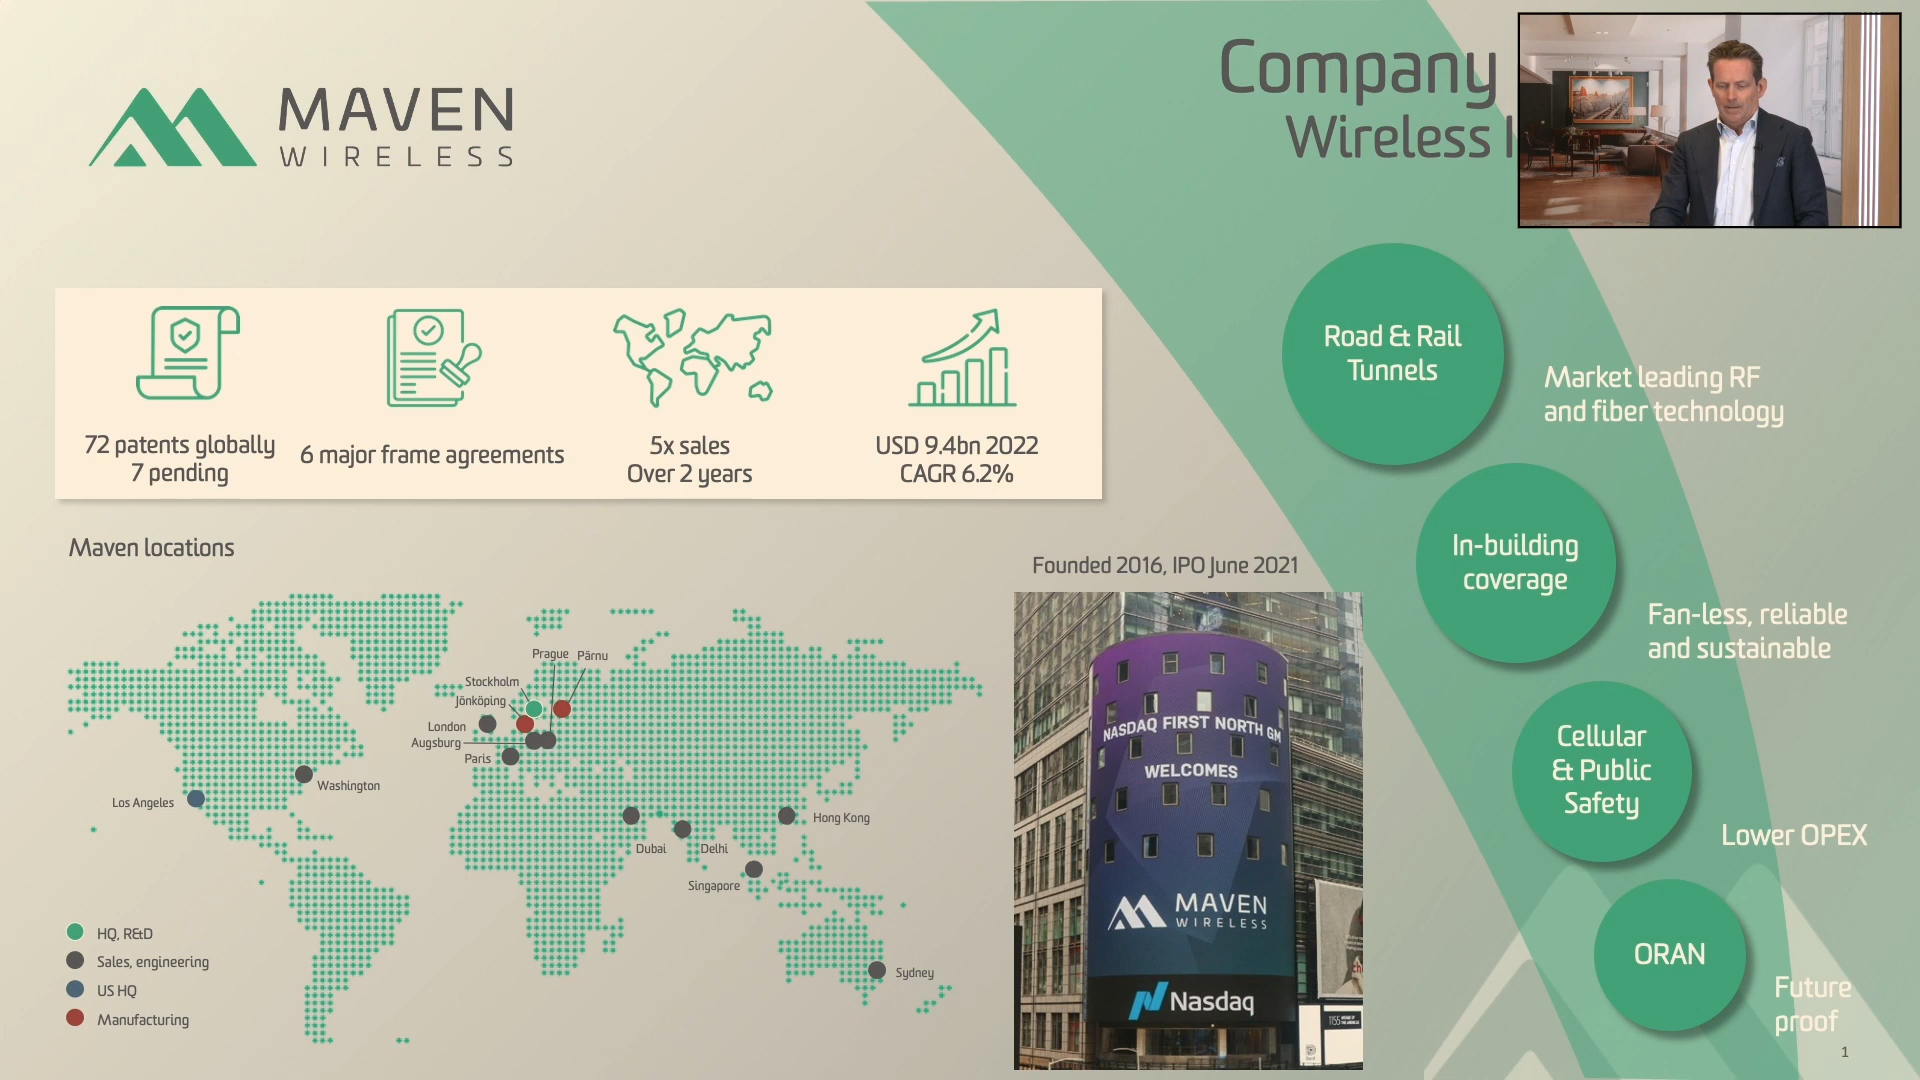 MAVEN
WIRELESS
Company
Wireless
72 patents globally
7 pending
6 major frame agreements
5x sales
Over 2 years
USD 9.4bn 2022
CAGR 6.2%
Maven locations
Prague
Pärnu
Stockholm
Jönköping
London
Augsburg
Paris
Washington
Los Angeles
Dubai
Delhi
Hong Kong
Singapore
Sydney
HQ, R&D
Sales, engineering
US HQ
Manufacturing
Founded 2016, IPO June 2021
NASDAQ FIRST NORTH GM
WELCOMES
MAVEN
WIRELESS
Nasdaq
Road & Rail
Tunnels
Market leading RF
and fiber technology
In-building
coverage
Fan-less, reliable
and sustainable
Cellular
& Public
Safety
Lower OPEX
ORAN
Future
proof
1